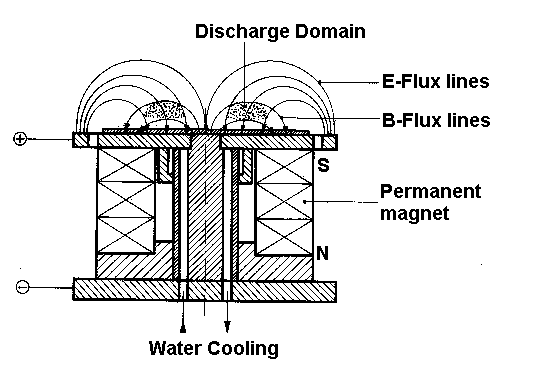 Discharge Domain
E-Flux lines
B-Flux lines
+
S
Permanent
magnet
N
−
Water Cooling